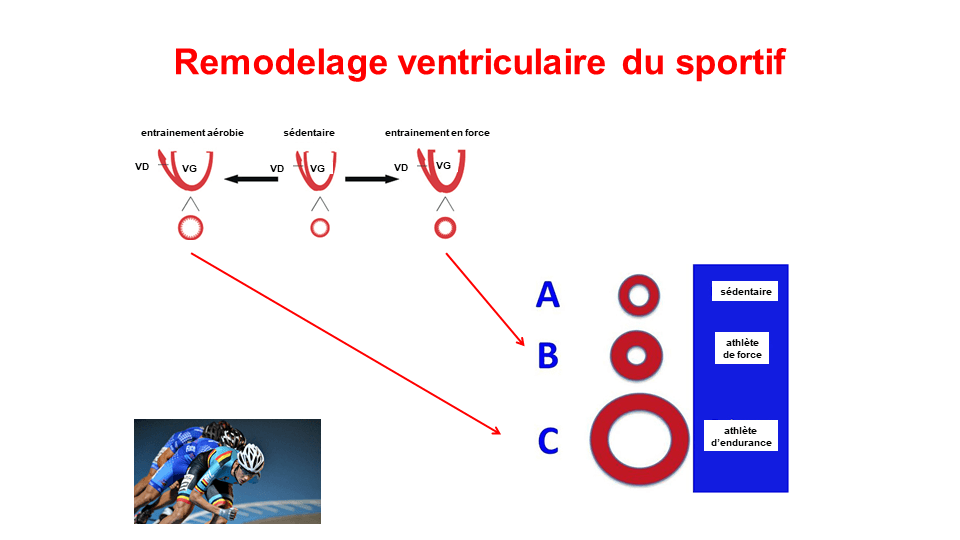 Remodelage ventriculaire du sportif
entrainement aérobie
sédentaire
entrainement en force
VD
VG
VD
VG
VD
VG
A
sédentaire
B
athlète
de force
C
athlète
d'endurance